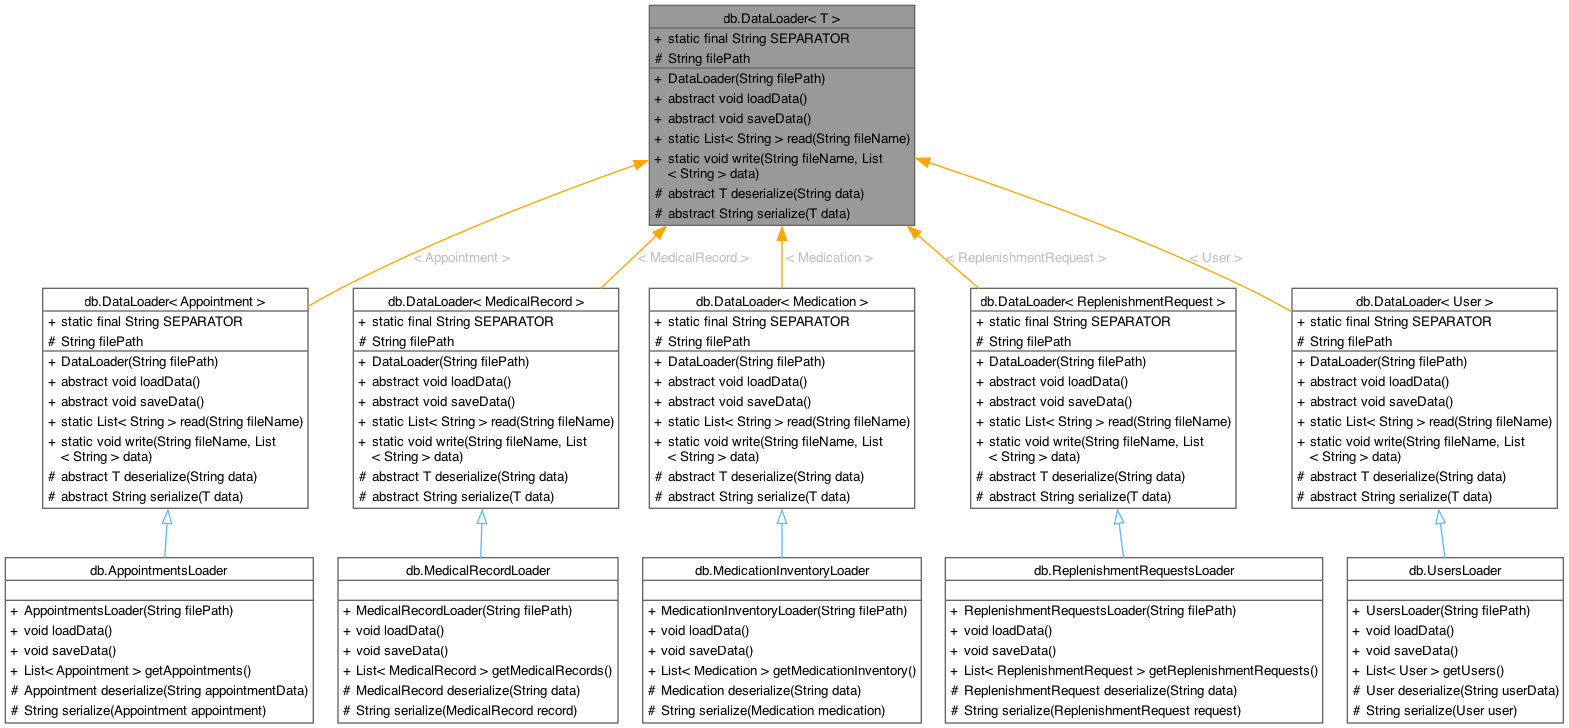 db.DataLoader< T >
+ static final String SEPARATOR
# String filePath
+ DataLoader(String filePath)
+ abstract void loadData()
+ abstract void saveData()
+ static List< String > read(String fileName)
+ static void write(String fileName, List
< String > data)
# abstract T deserialize(String data)
# abstract String serialize(T data)
< Appointment >
< MedicalRecord >
< Medication >
< ReplenishmentRequest >
< User >
db.DataLoader< Appointment >
+ static final String SEPARATOR
# String filePath
+ DataLoader(String filePath)
+ abstract void loadData()
+ abstract void saveData()
+ static List< String > read(String fileName)
+ static void write(String fileName, List
< String > data)
# abstract T deserialize(String data)
# abstract String serialize(T data)
db.DataLoader< MedicalRecord >
+ static final String SEPARATOR
# String filePath
+ DataLoader(String filePath)
+ abstract void loadData()
+ abstract void saveData()
+ static List< String > read(String fileName)
+ static void write(String fileName, List
< String > data)
# abstract T deserialize(String data)
# abstract String serialize(T data)
db.DataLoader< Medication >
+ static final String SEPARATOR
# String filePath
+ DataLoader(String filePath)
+ abstract void loadData()
+ abstract void saveData()
+ static List< String > read(String fileName)
+ static void write(String fileName, List
< String > data)
# abstract T deserialize(String data)
# abstract String serialize(T data)
db.DataLoader< ReplenishmentRequest >
+ static final String SEPARATOR
# String filePath
+ DataLoader(String filePath)
+ abstract void loadData()
+ abstract void saveData()
+ static List< String > read(String fileName)
+ static void write(String fileName, List
< String > data)
# abstract T deserialize(String data)
# abstract String serialize(T data)
db.DataLoader< User >
+ static final String SEPARATOR
# String filePath
+ DataLoader(String filePath)
+ abstract void loadData()
+ abstract void saveData()
+ static List< String > read(String fileName)
+ static void write(String fileName, List
< String > data)
# abstract T deserialize(String data)
# abstract String serialize(T data)
db.AppointmentsLoader
+ AppointmentsLoader(String filePath)
+ void loadData()
+ void saveData()
+ List< Appointment > getAppointments()
# Appointment deserialize(String appointmentData)
# String serialize(Appointment appointment)
db.MedicalRecordLoader
+ MedicalRecordLoader(String filePath)
+ void loadData()
+ void saveData()
+ List< MedicalRecord > getMedicalRecords()
# MedicalRecord deserialize(String data)
# String serialize(MedicalRecord record)
db.MedicationInventoryLoader
+ MedicationInventoryLoader(String filePath)
+ void loadData()
+ void saveData()
+ List< Medication > getMedicationInventory()
# Medication deserialize(String data)
# String serialize(Medication medication)
db.ReplenishmentRequestsLoader
+ ReplenishmentRequestsLoader(String filePath)
+ void loadData()
+ void saveData()
+ List< ReplenishmentRequest > getReplenishmentRequests()
# ReplenishmentRequest deserialize(String data)
# String serialize(ReplenishmentRequest request)
db.UsersLoader
+ UsersLoader(String filePath)
+ void loadData()
+ void saveData()
+ List< User > getUsers()
# User deserialize(String userData)
# String serialize(User user)